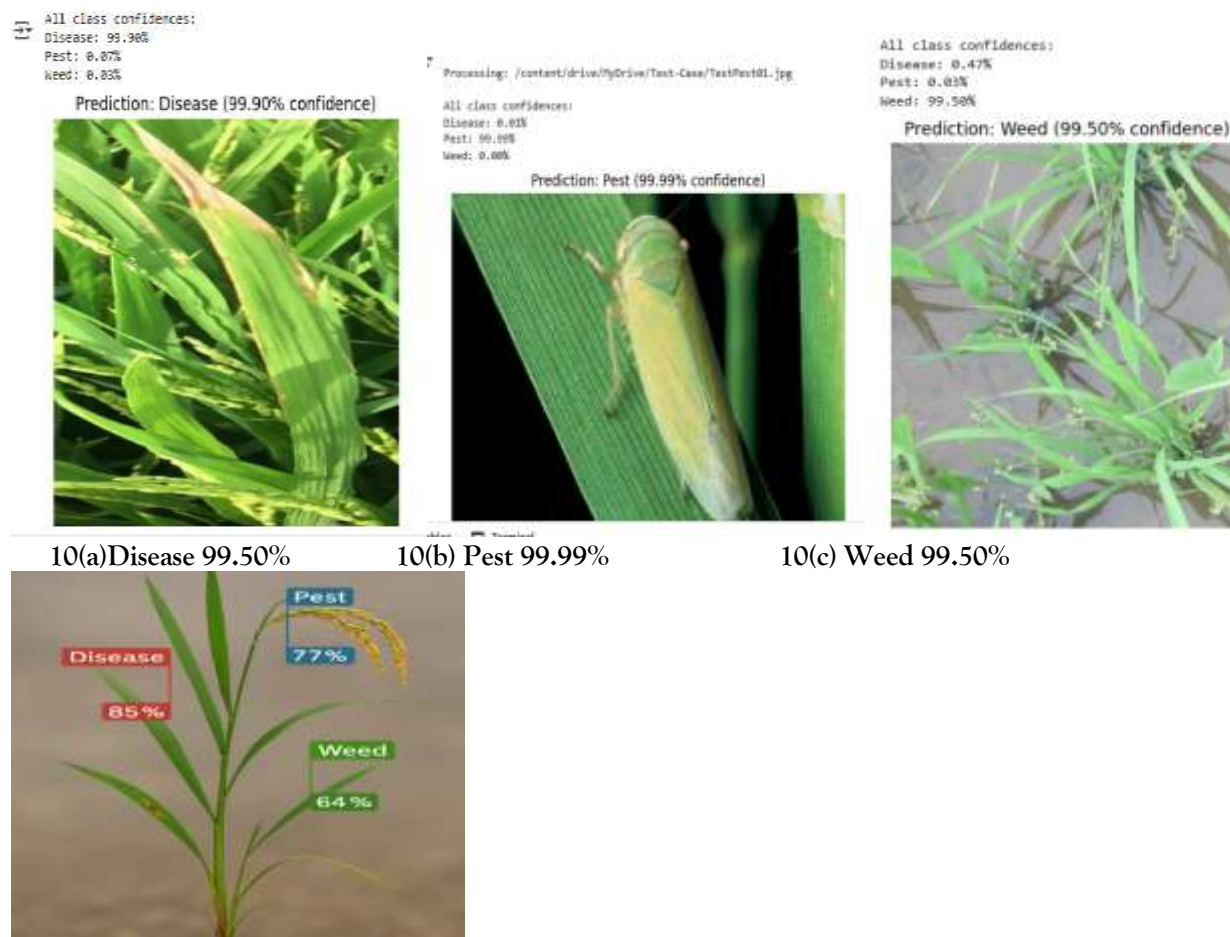 All class confidences:
Disease: 99.90%
Pest: 0.07%
Weed: 0.03%
Prediction: Disease (99.90% confidence)
Processing: /content/drive/MyDrive/Test-Case/TestPest01.jpg
All class confidences:
Disease: 0.01%
Pest: 99.99%
Weed: 0.00%
Prediction: Pest (99.99% confidence)
All class confidences:
Disease: 0.47%
Pest: 0.03%
Weed: 99.50%
Prediction: Weed (99.50% confidence)
Terminal
10(a)Disease 99.50%
10(b) Pest 99.99%
10(c) Weed 99.50%
Pest
77%
Disease
85%
Weed
64%